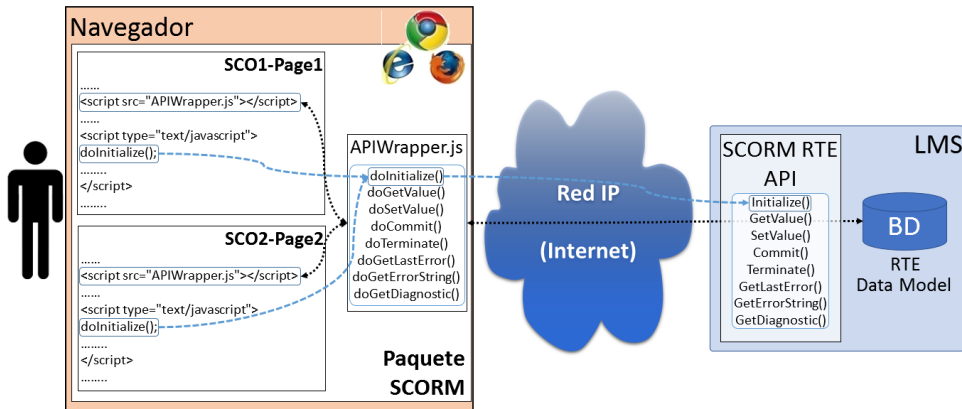 Navegador
SCO1-Page1
......
<script src="APIWrapper.js"></script>
......
<script type="text/javascript">
doInitialize();
........
</script>
........
SCO2-Page2
......
<script src="APIWrapper.js"></script>
......
<script type="text/javascript">
doInitialize();
........
</script>
........
APIWrapper.js
doInitialize()
doGetValue()
doSetValue()
doCommit()
doTerminate()
doGetLastError()
doGetErrorString()
doGetDiagnostic()
Paquete
SCORM
Red IP
(Internet)
LMS
SCORM RTE
API
Initialize()
GetValue()
SetValue()
Commit()
Terminate()
GetLastError()
GetErrorString()
GetDiagnostic()
BD
RTE
Data Model